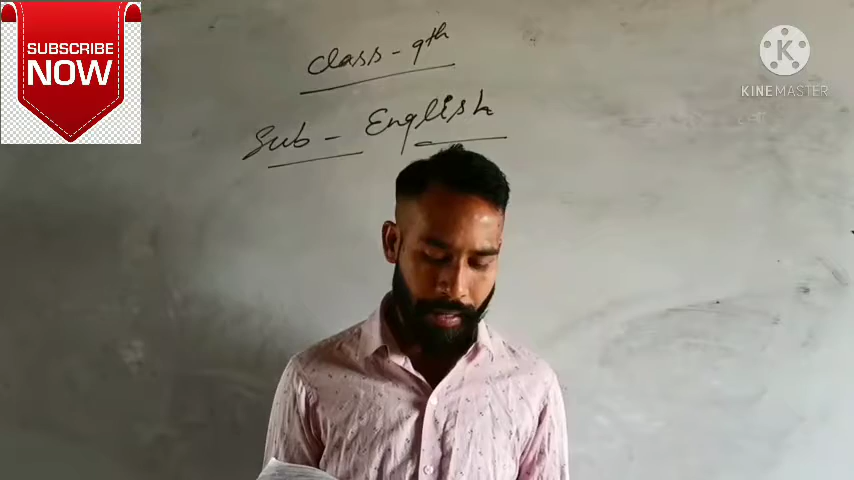 SUBSCRIBE
NOW
KINEMASTER
Class - 9th
Sub - English